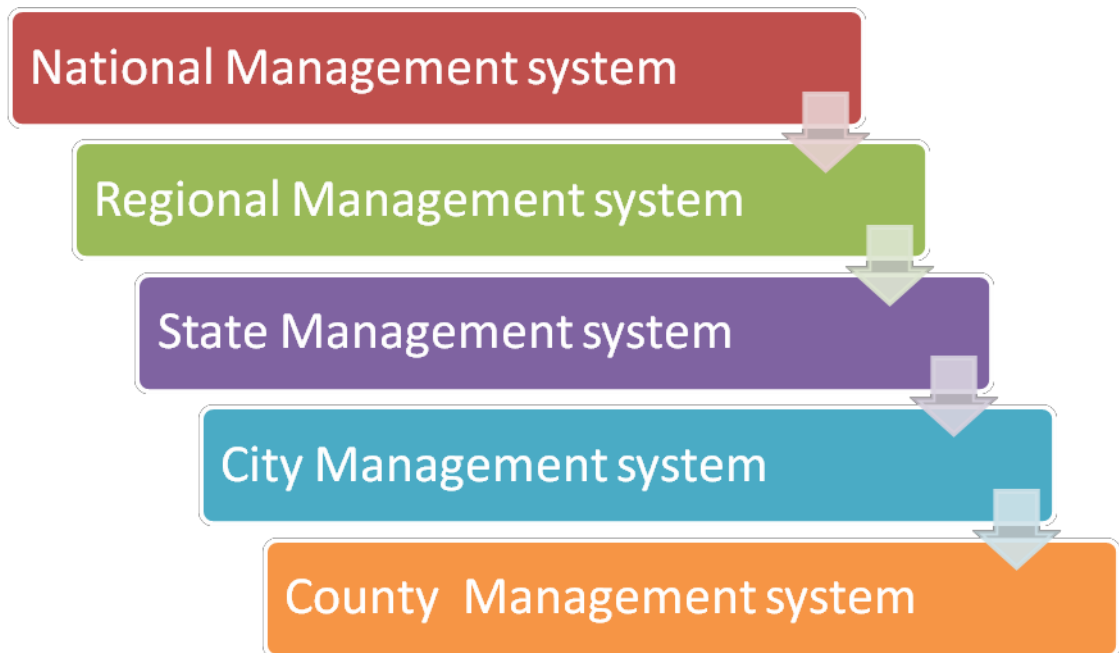 National Management system
Regional Management system
State Management system
City Management system
County  Management system